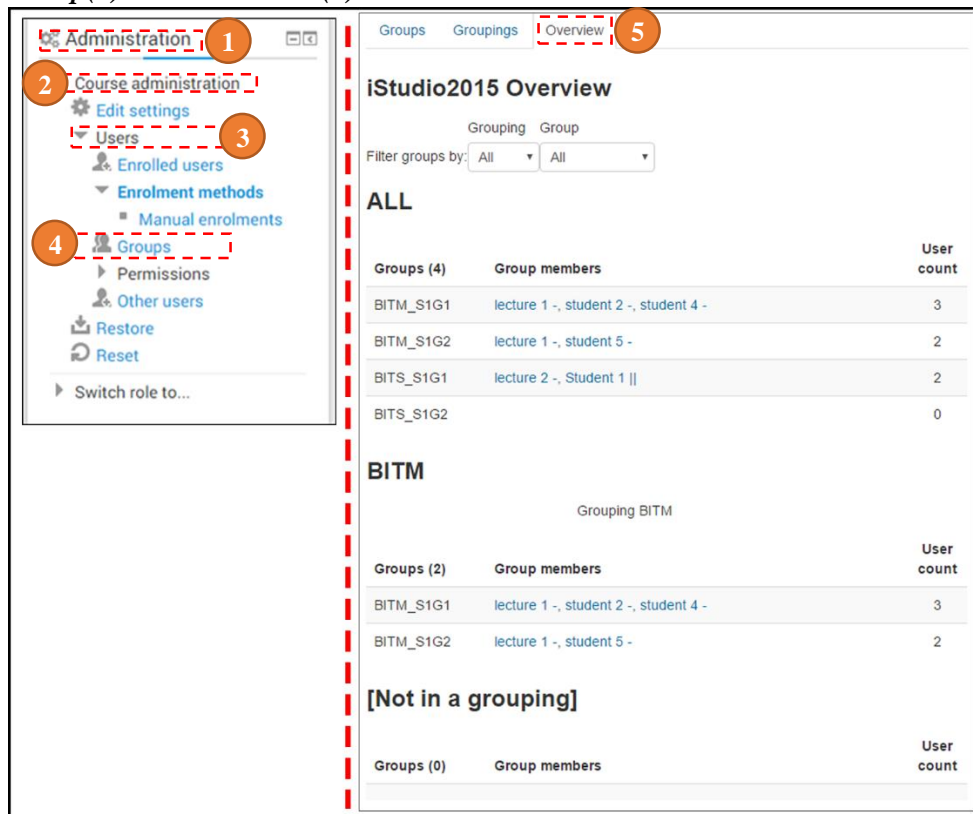 Administration 1
2 Course administration
Edit settings
Users 3
Enrolled users
Enrolment methods
Manual enrolments
4 Groups
Permissions
Other users
Restore
Reset
Switch role to...
Groups Groupings Overview 5
iStudio2015 Overview
Grouping Group
Filter groups by: All All
ALL
Groups (4) Group members User count
BITM_S1G1 lecture 1 -, student 2 -, student 4 - 3
BITM_S1G2 lecture 1 -, student 5 - 2
BITS_S1G1 lecture 2 -, Student 1 || 2
BITS_S1G2 0
BITM
Grouping BITM
Groups (2) Group members User count
BITM_S1G1 lecture 1 -, student 2 -, student 4 - 3
BITM_S1G2 lecture 1 -, student 5 - 2
[Not in a grouping]
Groups (0) Group members User count